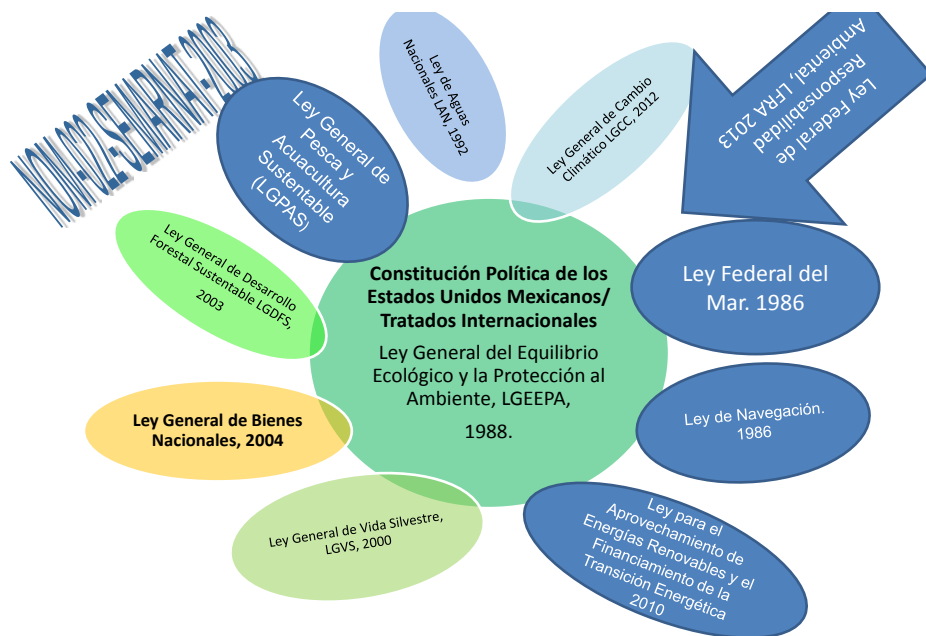 NOM-022-SEMARNAT-2003
Ley General de
Pesca y
Acuacultura
Sustentable
(LGPAS)
Ley de Aguas
Nacionales LAN, 1992
Ley General de Cambio
Climático LGCC, 2012
Ley Federal de
Responsabilidad
Ambiental, LFRA 2013
Ley General de Desarrollo
Forestal Sustentable LGDFS,
2003
Constitución Política de los
Estados Unidos Mexicanos/
Tratados Internacionales
Ley General del Equilibrio
Ecológico y la Protección al
Ambiente, LGEEPA,
1988.
Ley Federal del
Mar. 1986
Ley General de Bienes
Nacionales, 2004
Ley de Navegación.
1986
Ley General de Vida Silvestre,
LGVS, 2000
Ley para el
Aprovechamiento de
Energías Renovables y el
Financiamiento de la
Transición Energética
2010